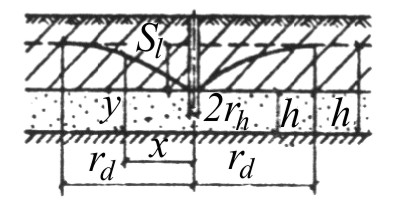 S_l
y 2r_h h h
x
r_d r_d